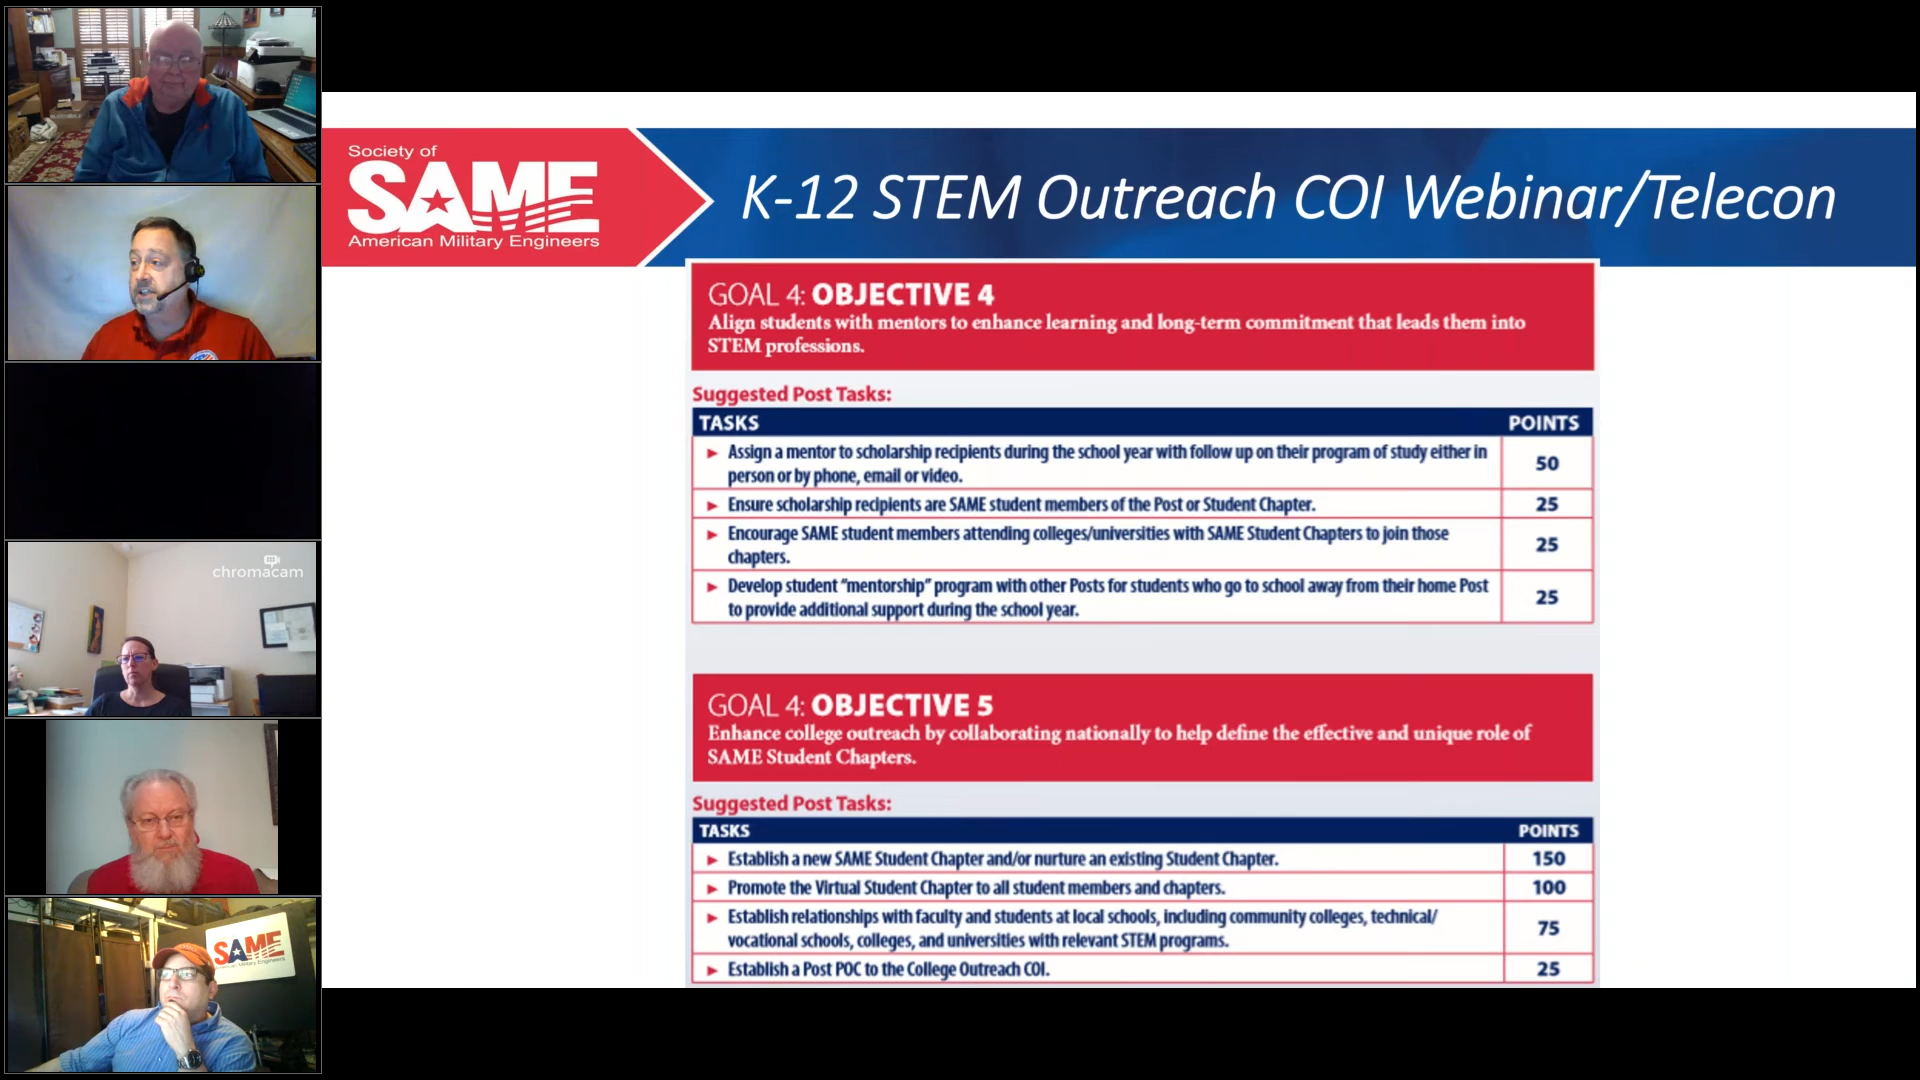 chromacam
SAME
American Military Engineers
Society of
SAME
American Military Engineers
K-12 STEM Outreach COI Webinar/Telecon
GOAL 4: OBJECTIVE 4
Align students with mentors to enhance learning and long-term commitment that leads them into
STEM professions.
Suggested Post Tasks:
TASKS POINTS
► Assign a mentor to scholarship recipients during the school year with follow up on their program of study either in
person or by phone, email or video.
50
► Ensure scholarship recipients are SAME student members of the Post or Student Chapter. 25
► Encourage SAME student members attending colleges/universities with SAME Student Chapters to join those
chapters.
25
► Develop student “mentorship” program with other Posts for students who go to school away from their home Post
to provide additional support during the school year.
25
GOAL 4: OBJECTIVE 5
Enhance college outreach by collaborating nationally to help define the effective and unique role of
SAME Student Chapters.
Suggested Post Tasks:
TASKS POINTS
► Establish a new SAME Student Chapter and/or nurture an existing Student Chapter. 150
► Promote the Virtual Student Chapter to all student members and chapters. 100
► Establish relationships with faculty and students at local schools, including community colleges, technical/
vocational schools, colleges, and universities with relevant STEM programs.
75
► Establish a Post POC to the College Outreach COI. 25